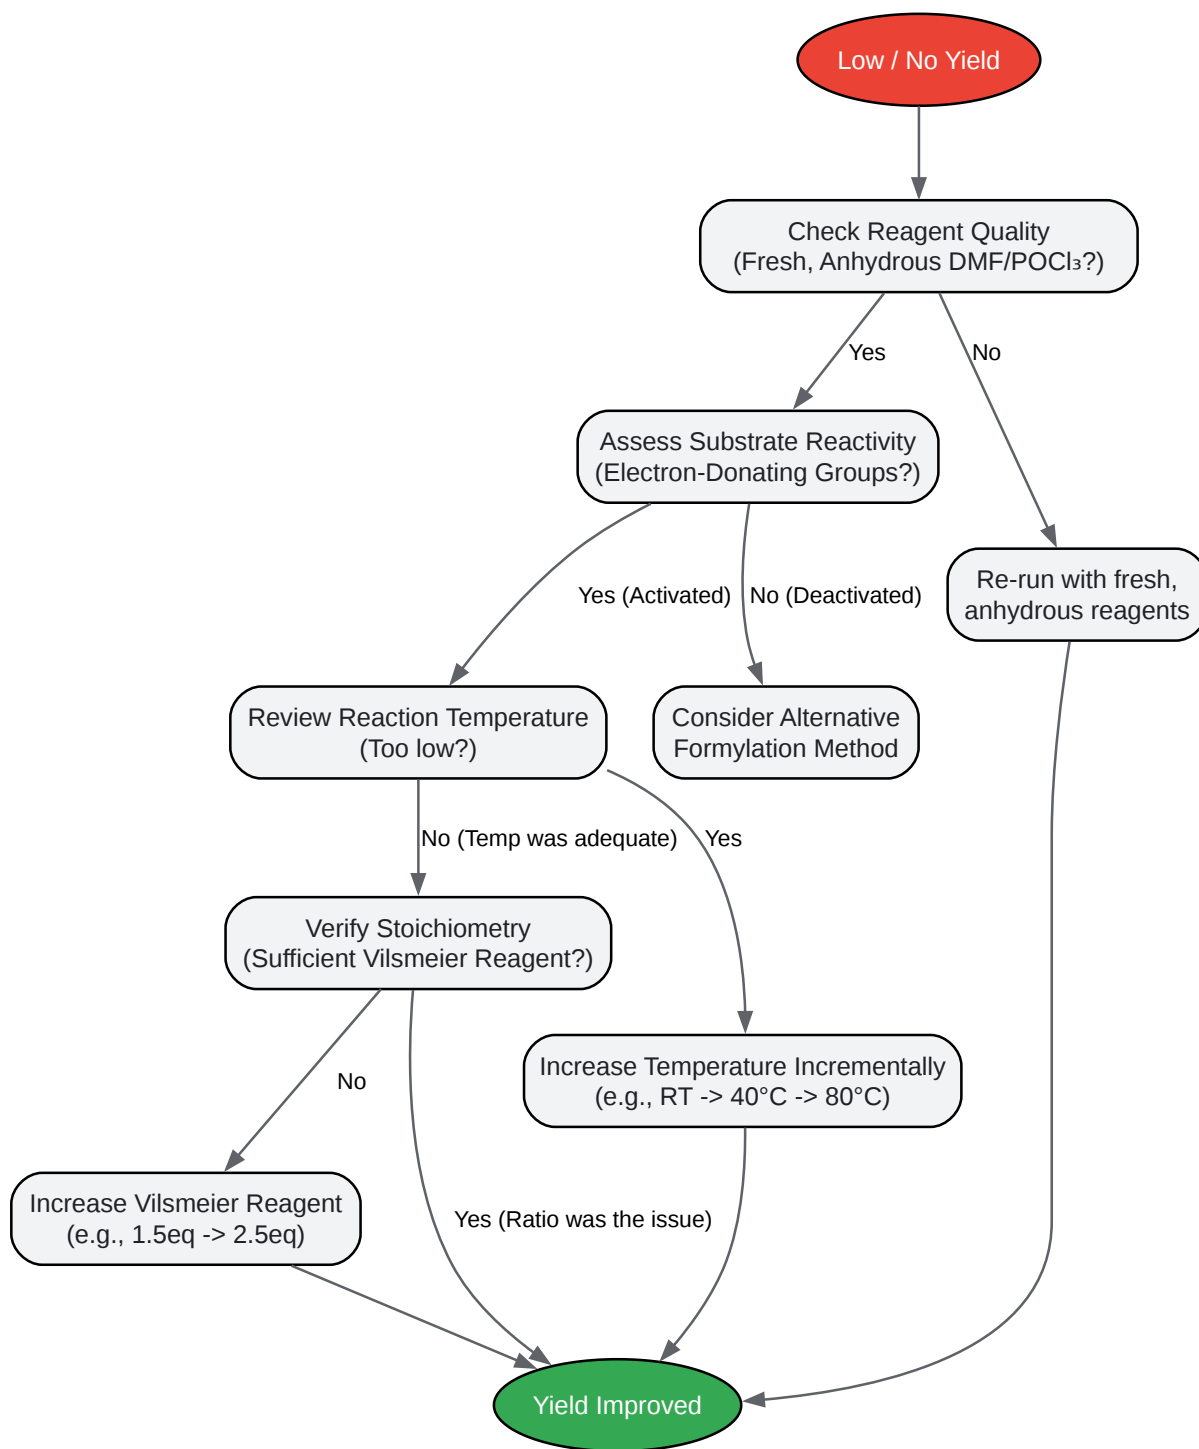 Low / No Yield
Check Reagent Quality
(Fresh, Anhydrous DMF/POCl₃?)
Yes
No
Assess Substrate Reactivity
(Electron-Donating Groups?)
Re-run with fresh,
anhydrous reagents
Yes (Activated)
No (Deactivated)
Review Reaction Temperature
(Too low?)
Consider Alternative
Formylation Method
No (Temp was adequate)
Yes
Verify Stoichiometry
(Sufficient Vilsmeier Reagent?)
Increase Temperature Incrementally
(e.g., RT -> 40°C -> 80°C)
No
Increase Vilsmeier Reagent
(e.g., 1.5eq -> 2.5eq)
Yes (Ratio was the issue)
Yield Improved